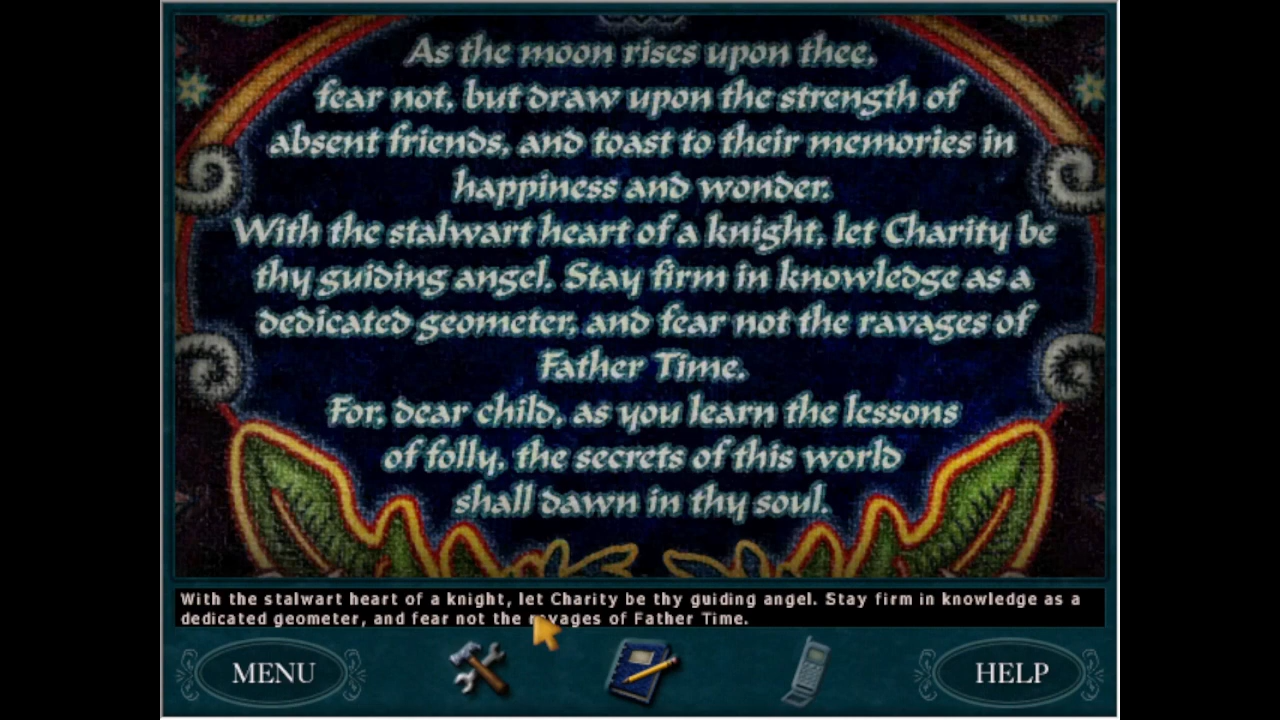 As the moon rises upon thee,
fear not, but draw upon the strength of
absent friends, and toast to their memories in
happiness and wonder.
With the stalwart heart of a knight, let Charity be
thy guiding angel. Stay firm in knowledge as a
dedicated geometer, and fear not the ravages of
Father Time.
For, dear child, as you learn the lessons
of folly, the secrets of this world
shall dawn in thy soul.
With the stalwart heart of a knight, let Charity be thy guiding angel. Stay firm in knowledge as a
dedicated geometer, and fear not the ravages of Father Time.
MENU
HELP